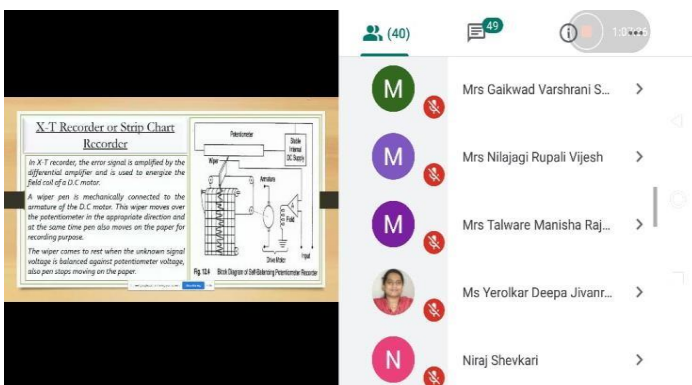 X-T Recorder or Strip Chart
Recorder
In X-T recorder, the error signal is amplified by the
differential amplifier and is used to energize the
field coil of a D.C motor.
A wiper pen is mechanically connected to the
armature of the D.C motor. This wiper moves over
the potentiometer in the appropriate direction and
at the same time pen also moves on the paper for
recording purpose.
The wiper comes to rest when the unknown signal
voltage is balanced against potentiometer voltage,
also pen stops moving on the paper.
Potentiometer
Stable
Internal
DC Supply
Wiper
Armature
A
Field
Drive Motor
Input
Fig. 12.4 Block Diagram of Self-Balancing Potentiometer Recorder
(40)
49
M
Mrs Gaikwad Varshrani S...
M
Mrs Nilajagi Rupali Vijesh
M
Mrs Talware Manisha Raj...
Ms Yerolkar Deepa Jivanr...
N
Niraj Shevkari